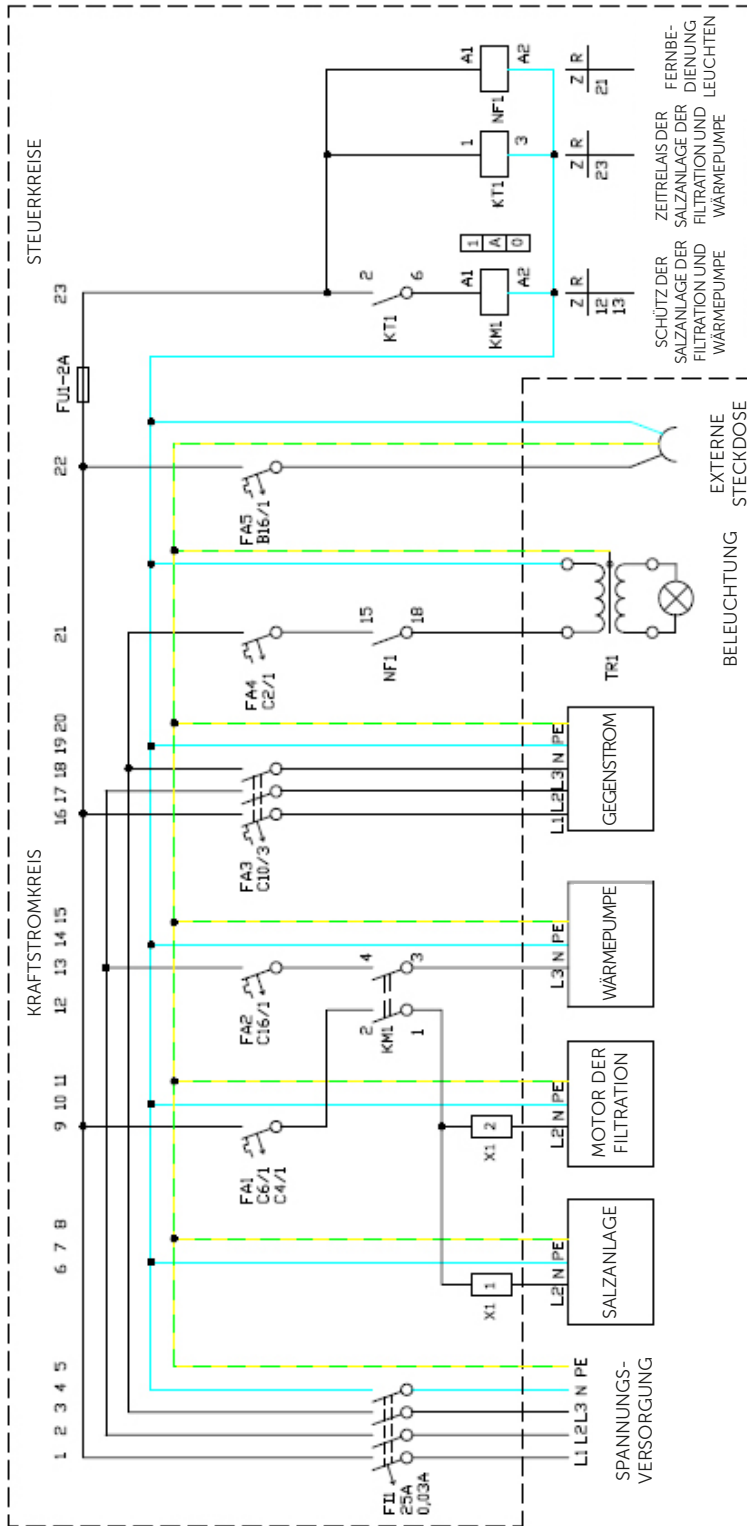 KRAFTSTROMKREIS
STEUERKREISE
1
2
3
4
5
6
7
8
9
10
11
12
13
14
15
16
17
18
19
20
21
22
23
FU1-2A
FI1
25A
0,03A
FA1
C6/1
C4/1
FA2
C16/1
FA3
C10/3
FA4
C2/1
FA5
B16/1
2
4
KM1
1
3
15
NF1
18
2
KT1
6
A1
KM1
A2
1
A
0
1
KT1
3
A1
NF1
A2
X1
1
X1
2
TR1
L1 L2 L3 N PE
SPANNUNGS-
VERSORGUNG
L2 N PE
SALZANLAGE
L2 N PE
MOTOR DER
FILTRATION
L3 N PE
WÄRMEPUMPE
L1 L2 L3 N PE
GEGENSTROM
BELEUCHTUNG
EXTERNE
STECKDOSE
Z R
12
13
SCHÜTZ DER
SALZANLAGE DER
FILTRATION UND
WÄRMEPUMPE
Z R
23
ZEITRELAIS DER
SALZANLAGE DER
FILTRATION UND
WÄRMEPUMPE
Z R
21
FERNBE-
DIENUNG
LEUCHTEN